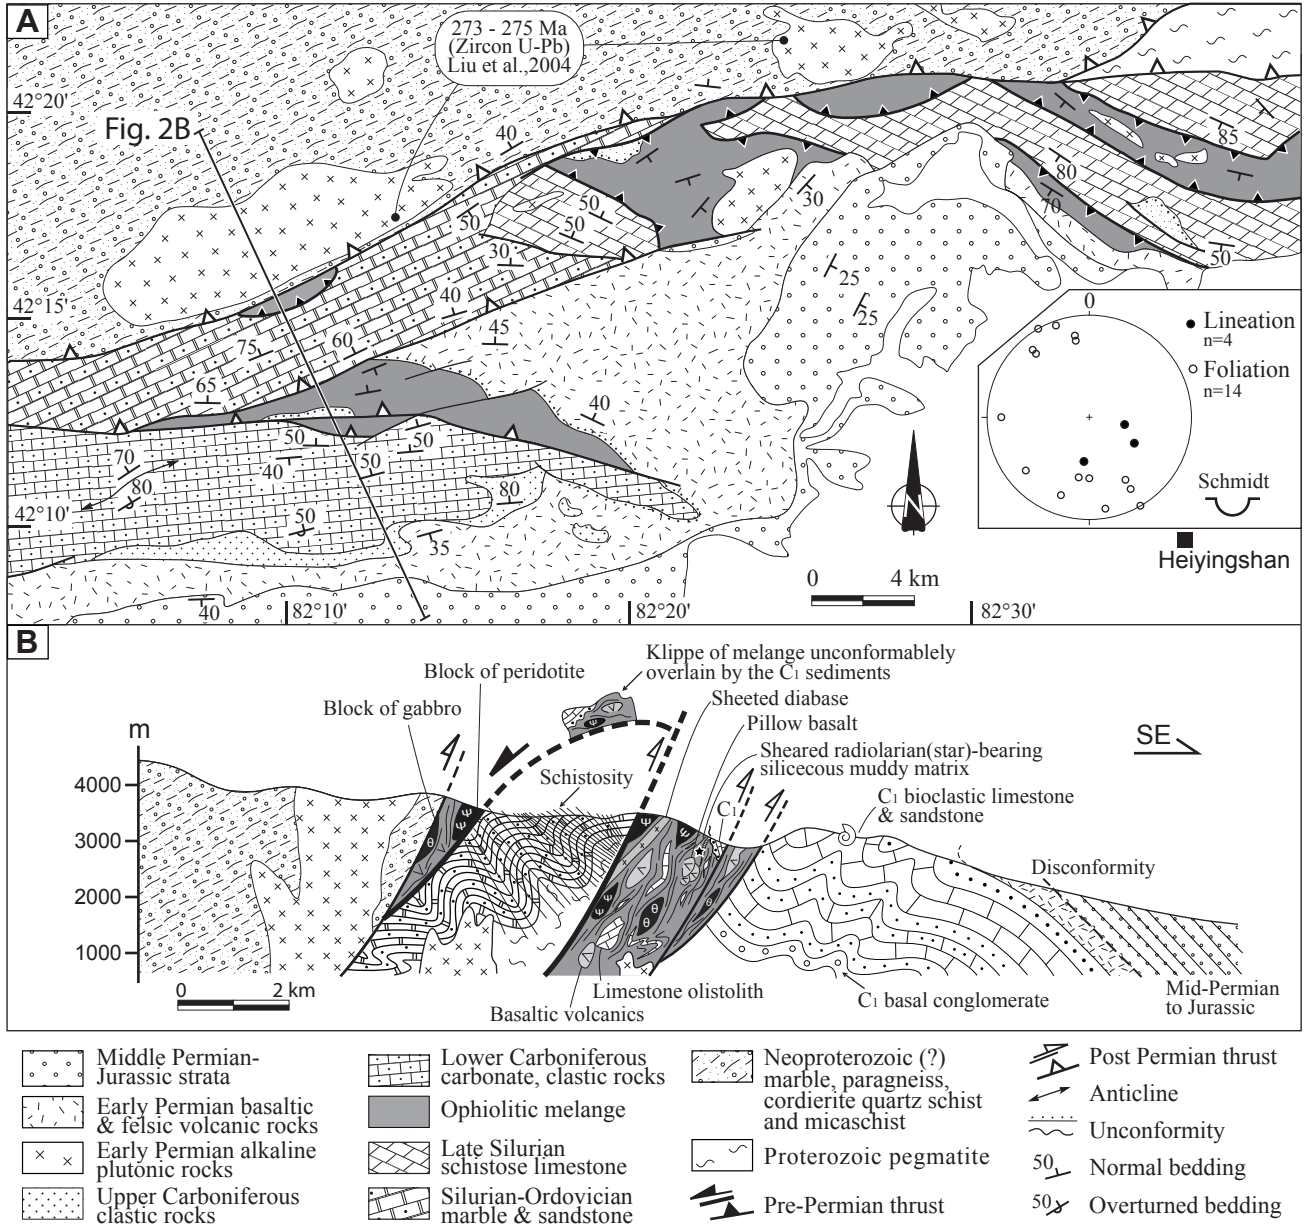 A
273 - 275 Ma
(Zircon U-Pb)
Liu et al.,2004
42°20'
Fig. 2B
40
85
80
30
50
50
50
70
30
50
25
42°15'
40
25
45
75
60
65
40
50
50
70
40
50
80
80
42°10'
50
35
40
0
Lineation
n=4
Foliation
n=14
Schmidt
N
Heiyingshan
0 4 km
82°10'
82°20'
82°30'
B
Klippe of melange unconformablely
overlain by the C1 sediments
Block of peridotite
Sheeted diabase
Block of gabbro
Pillow basalt
m
SE
Sheared radiolarian(star)-bearing
silicecous muddy matrix
Schistosity
4000
C1
C1 bioclastic limestone
& sandstone
3000
Disconformity
2000
1000
0 2 km
Limestone olistolith
C1 basal conglomerate
Mid-Permian
to Jurassic
Basaltic volcanics
Ψ
Ψ
Ψ
Ψ
Ψ
Ψ
Ψ
θ
θ
θ
Middle Permian-
Jurassic strata
Early Permian basaltic
& felsic volcanic rocks
Early Permian alkaline
plutonic rocks
Upper Carboniferous
clastic rocks
Lower Carboniferous
carbonate, clastic rocks
Ophiolitic melange
Late Silurian
schistose limestone
Silurian-Ordovician
marble & sandstone
Neoproterozoic (?)
marble, paragneiss,
cordierite quartz schist
and micaschist
Proterozoic pegmatite
Pre-Permian thrust
Post Permian thrust
Anticline
Unconformity
50 Normal bedding
50 Overturned bedding